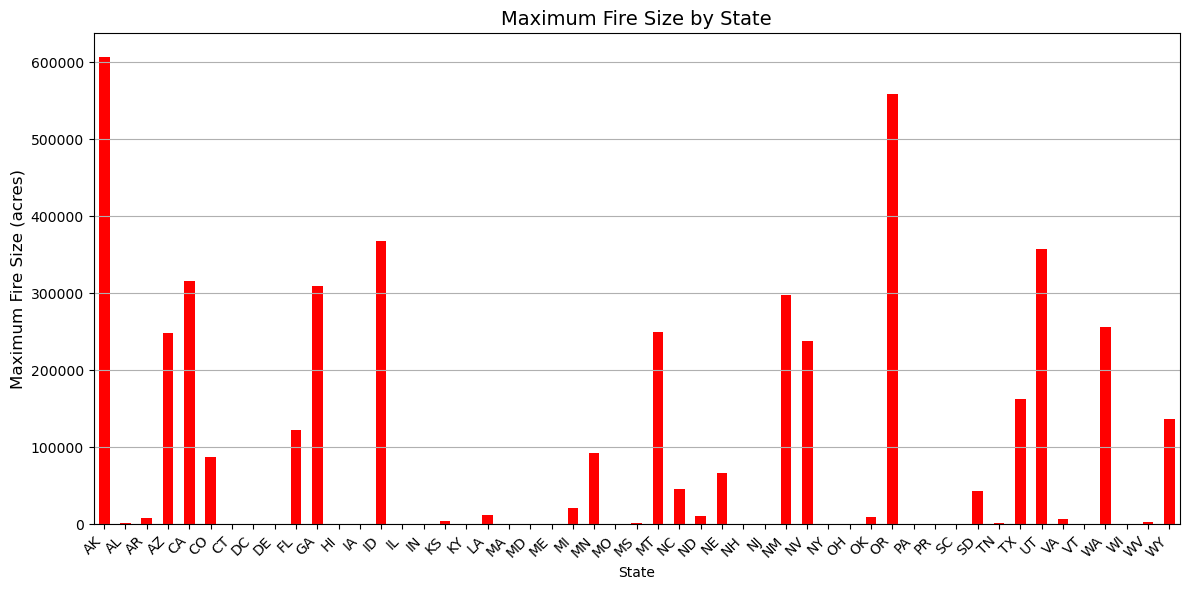 Maximum Fire Size by State
Maximum Fire Size (acres)
600000
500000
400000
300000
200000
100000
0
AK AL AR AZ CA CO CT DC DE FL GA HI IA ID IL IN KS KY LA MA MD ME MI MN MO MS MT NC ND NE NH NJ NM NV NY OH OK OR PA PR SC SD TN TX UT VA VT WA WI WV WY
State